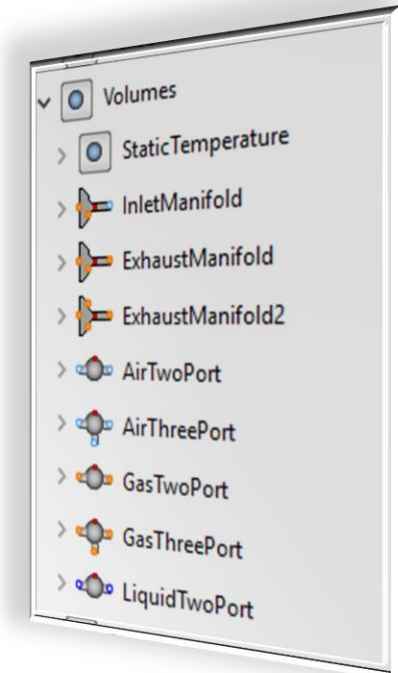 Volumes
StaticTemperature
InletManifold
ExhaustManifold
ExhaustManifold2
AirTwoPort
AirThreePort
GasTwoPort
GasThreePort
LiquidTwoPort